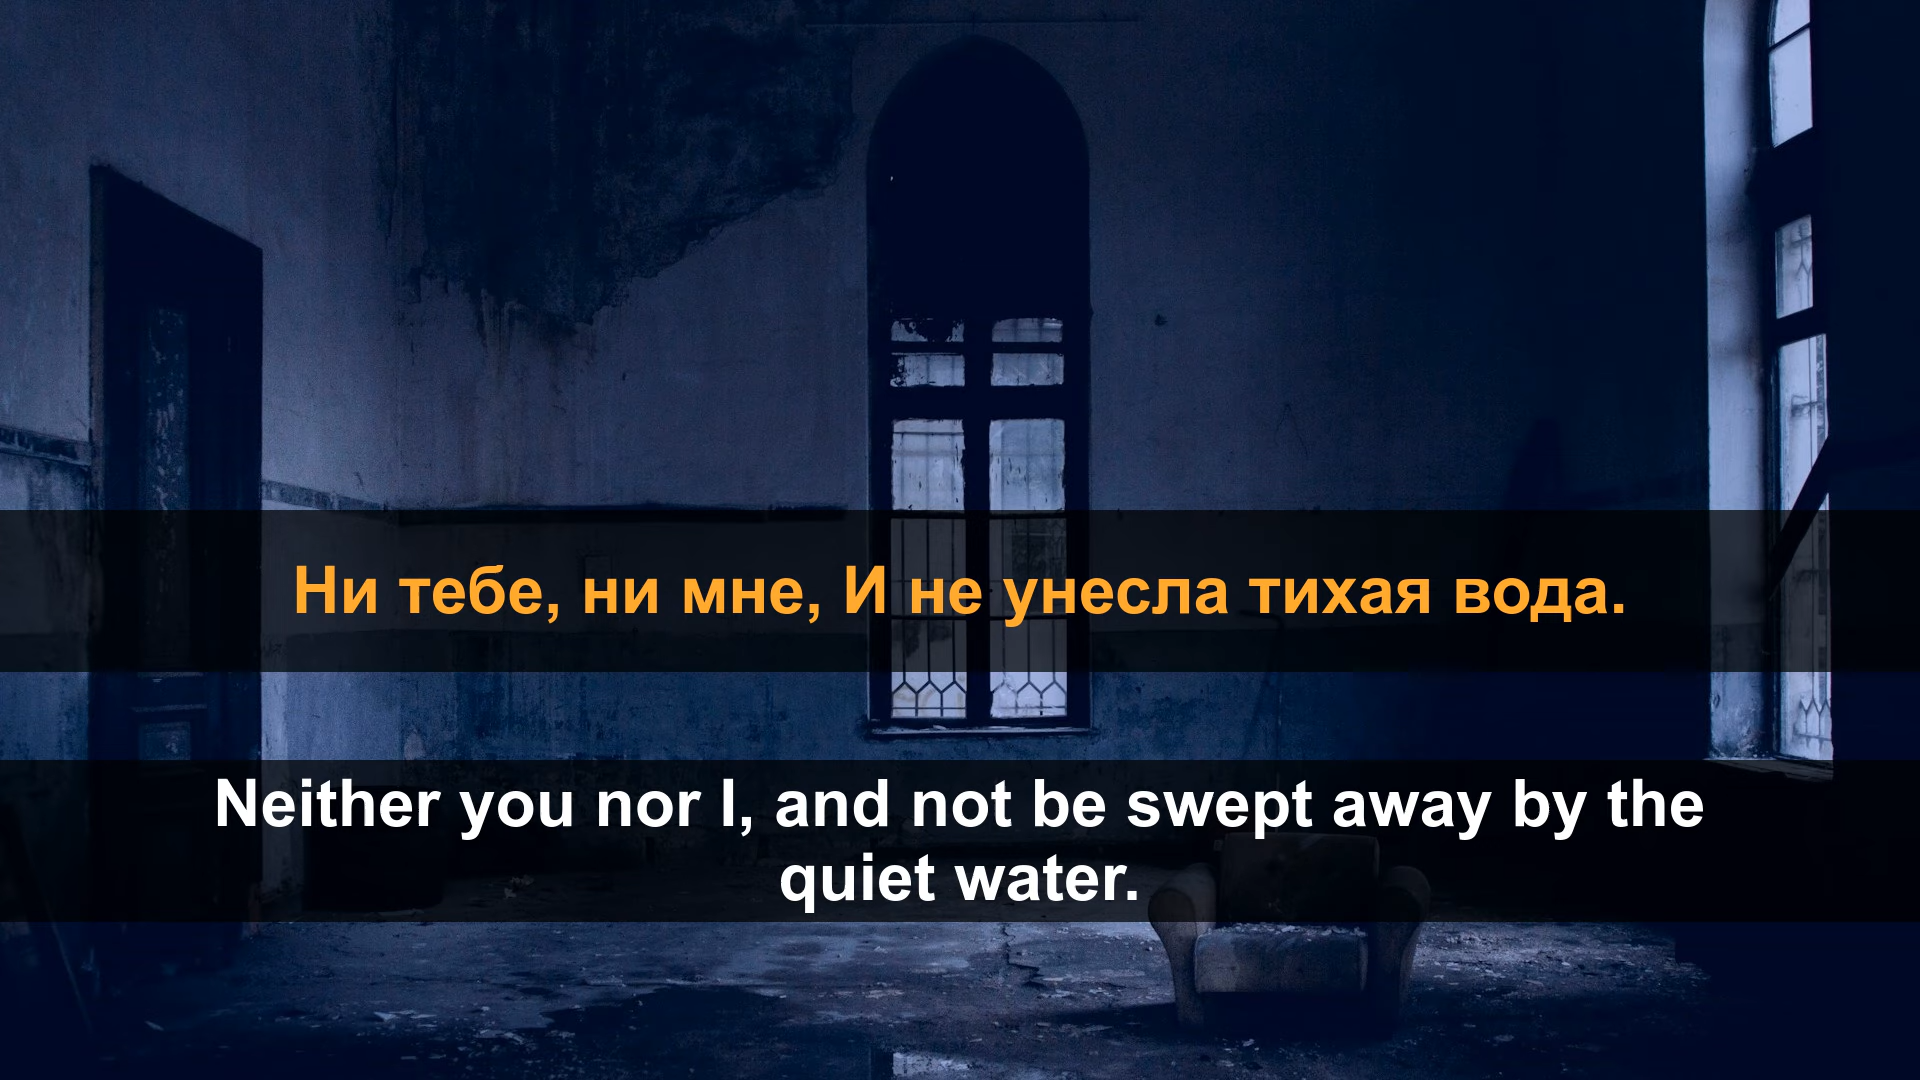 Ни тебе, ни мне, И не унесла тихая вода.
Neither you nor I, and not be swept away by the
quiet water.